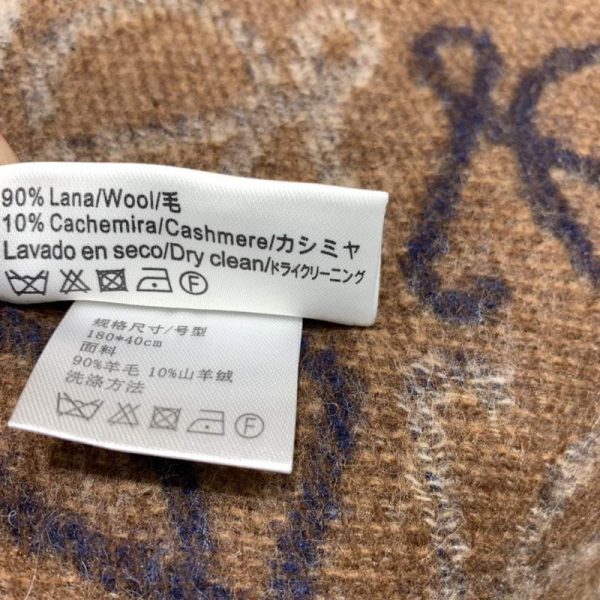 90% Lana/Wool/毛
10% Cachemira/Cashmere/カシミヤ
Lavado en seco/Dry clean/ドライクリーニング
F
规格尺寸/号型
180*40cm
面料
90%羊毛 10%山羊绒
洗涤方法
F